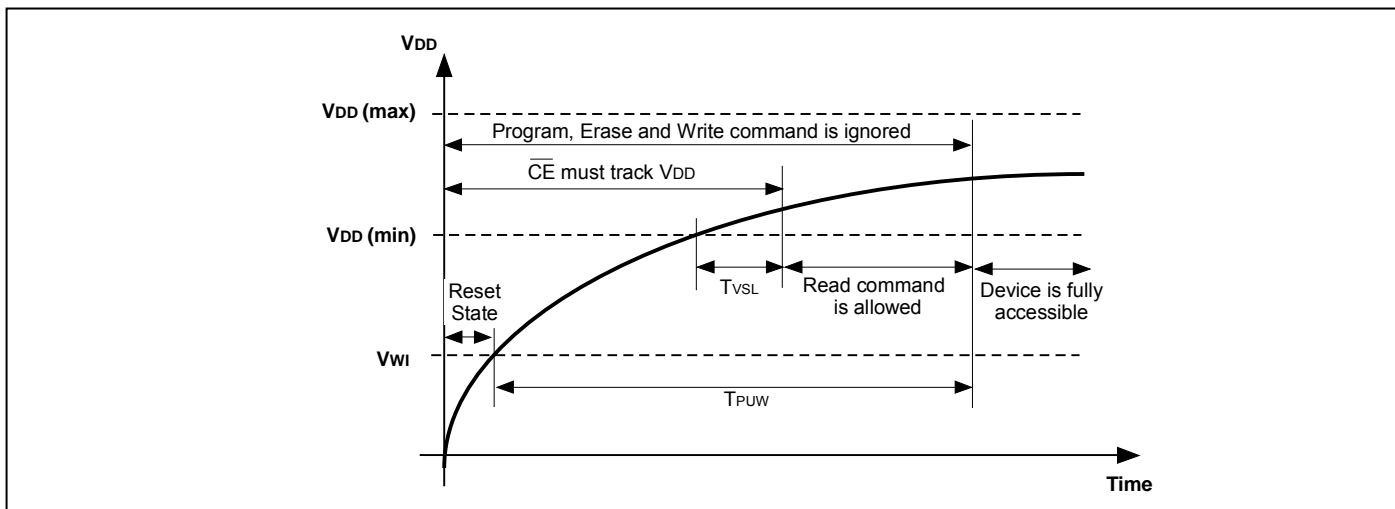 VDD
VDD (max)
Program, Erase and Write command is ignored
CE must track VDD
VDD (min)
TVSL
Read command
is allowed
Device is fully
accessible
Reset
State
VWI
TPUW
Time